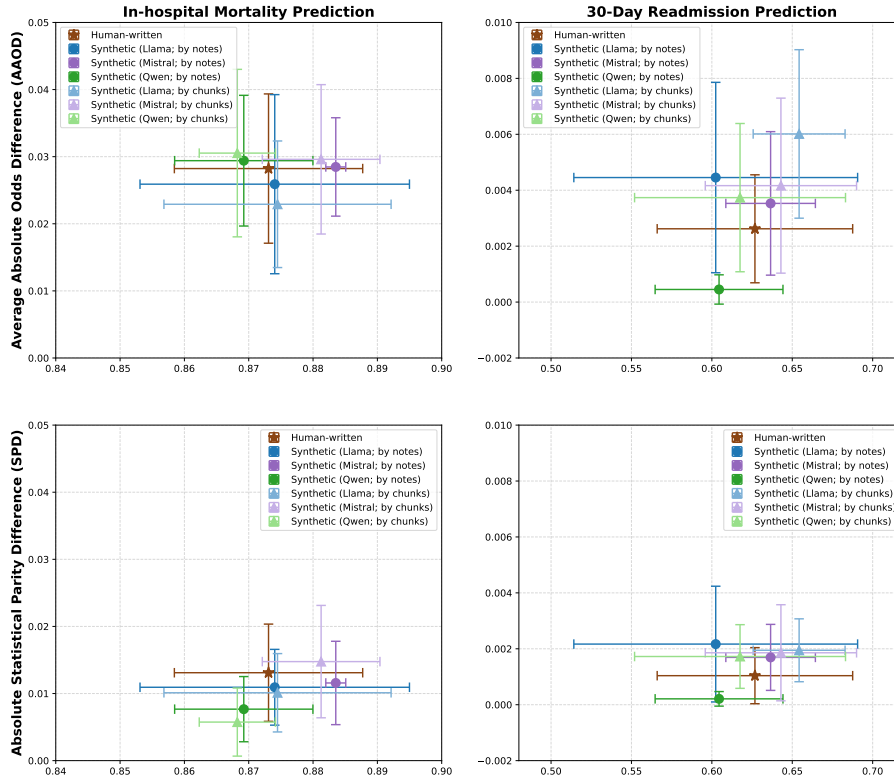 In-hospital Mortality Prediction
Average Absolute Odds Difference (AAOD)
0.05
0.04
0.03
0.02
0.01
0.00
Human-written
Synthetic (Llama; by notes)
Synthetic (Mistral; by notes)
Synthetic (Qwen; by notes)
Synthetic (Llama; by chunks)
Synthetic (Mistral; by chunks)
Synthetic (Qwen; by chunks)
0.84 0.85 0.86 0.87 0.88 0.89 0.90
30-Day Readmission Prediction
0.010
0.008
0.006
0.004
0.002
0.000
−0.002
Human-written
Synthetic (Llama; by notes)
Synthetic (Mistral; by notes)
Synthetic (Qwen; by notes)
Synthetic (Llama; by chunks)
Synthetic (Mistral; by chunks)
Synthetic (Qwen; by chunks)
0.50 0.55 0.60 0.65 0.70
Absolute Statistical Parity Difference (SPD)
0.05
0.04
0.03
0.02
0.01
0.00
Human-written
Synthetic (Llama; by notes)
Synthetic (Mistral; by notes)
Synthetic (Qwen; by notes)
Synthetic (Llama; by chunks)
Synthetic (Mistral; by chunks)
Synthetic (Qwen; by chunks)
0.84 0.85 0.86 0.87 0.88 0.89 0.90
0.010
0.008
0.006
0.004
0.002
0.000
−0.002
Human-written
Synthetic (Llama; by notes)
Synthetic (Mistral; by notes)
Synthetic (Qwen; by notes)
Synthetic (Llama; by chunks)
Synthetic (Mistral; by chunks)
Synthetic (Qwen; by chunks)
0.50 0.55 0.60 0.65 0.70